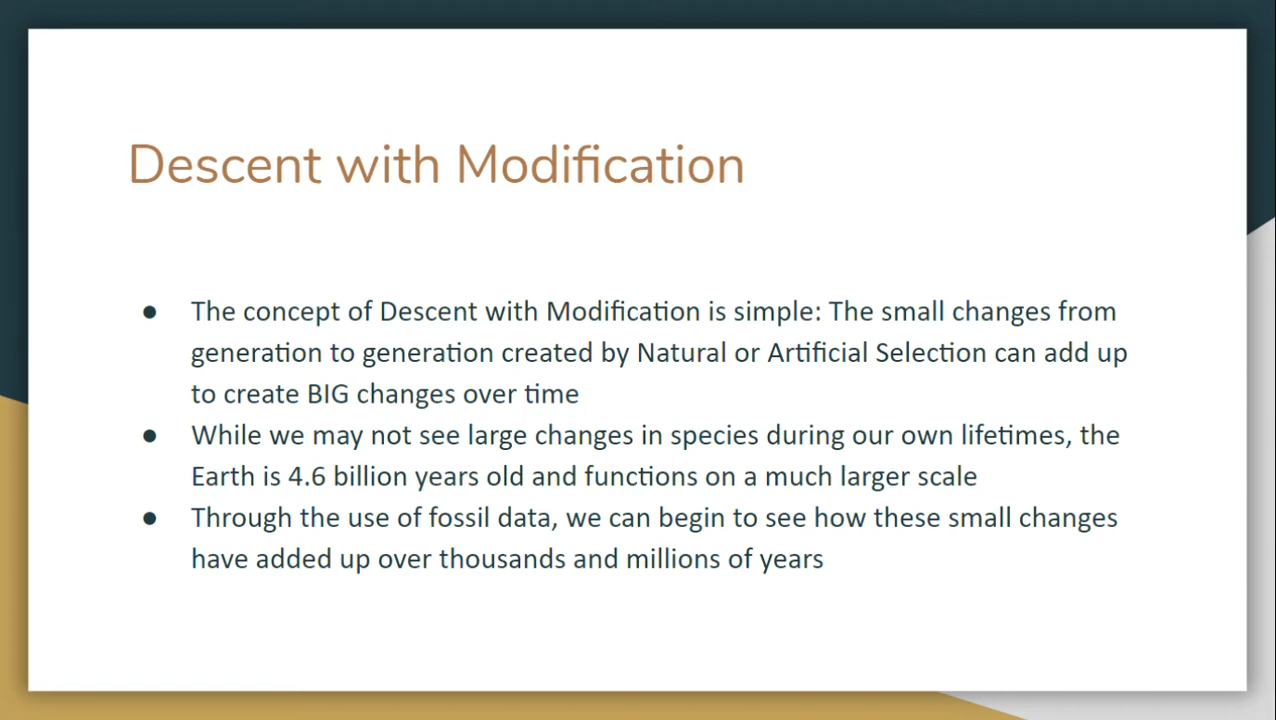 Descent with Modification
● The concept of Descent with Modification is simple: The small changes from
generation to generation created by Natural or Artificial Selection can add up
to create BIG changes over time
● While we may not see large changes in species during our own lifetimes, the
Earth is 4.6 billion years old and functions on a much larger scale
● Through the use of fossil data, we can begin to see how these small changes
have added up over thousands and millions of years